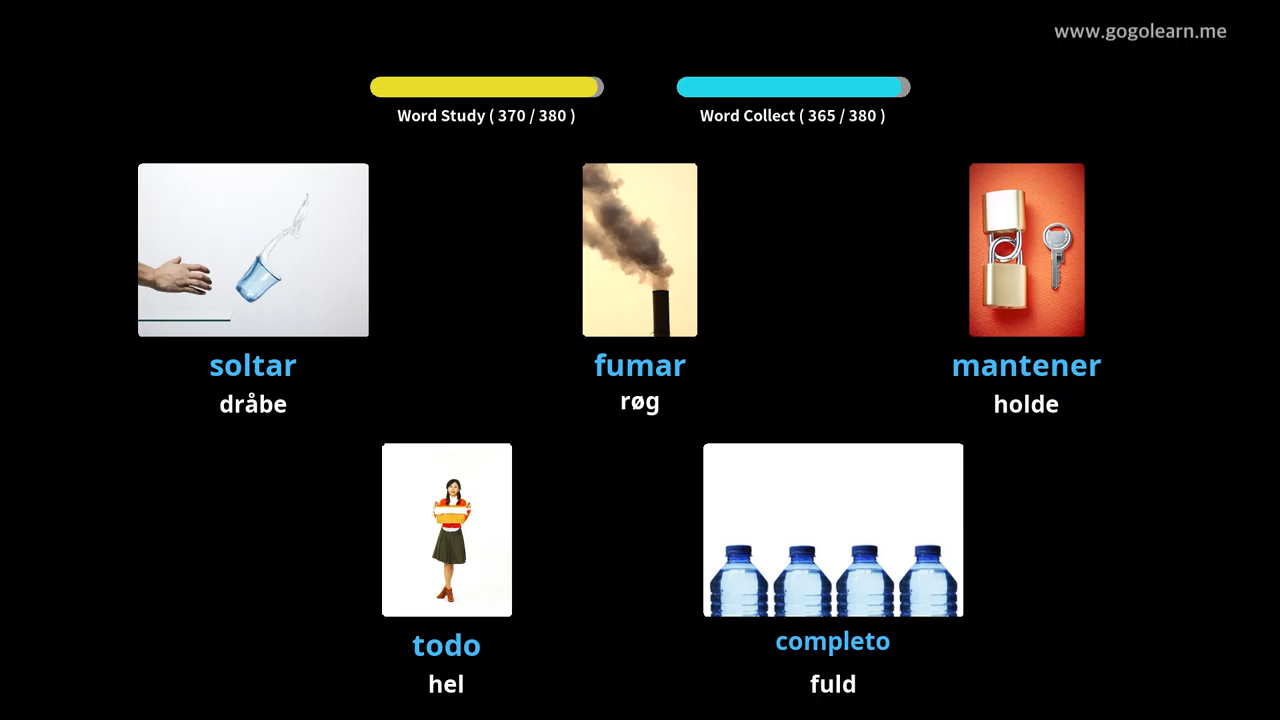 www.gogolearn.me
Word Study ( 370 / 380 )
Word Collect ( 365 / 380 )
soltar
dråbe
fumar
røg
mantener
holde
todo
hel
completo
fuld